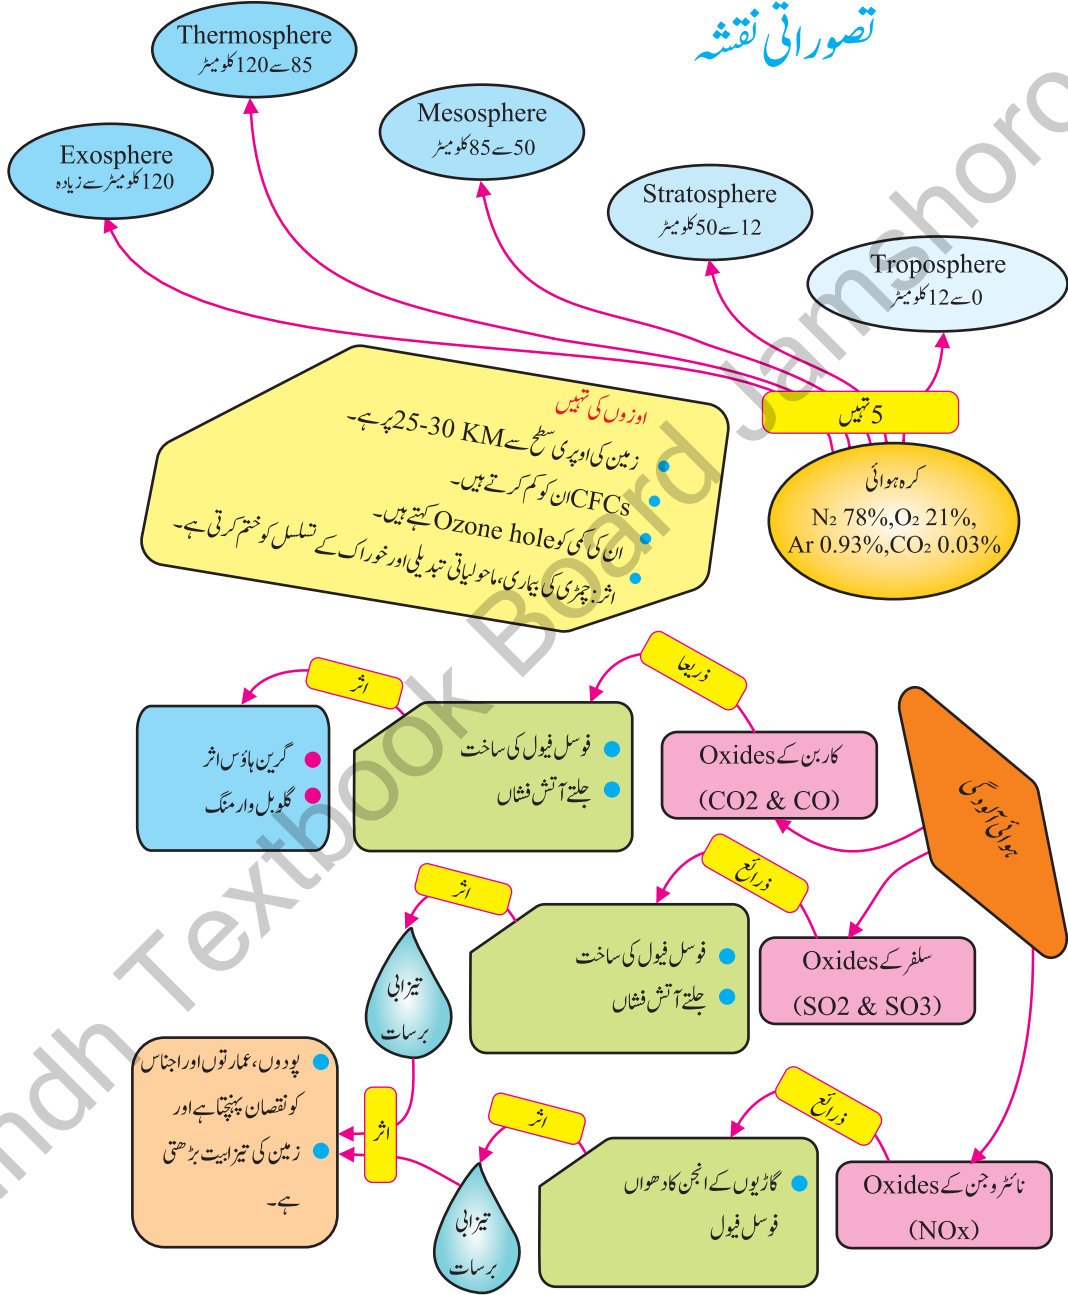 تصوراتی نقشہ
Thermosphere
85 سے 120 کلومیٹر
Mesosphere
50 سے 85 کلومیٹر
Exosphere
120 کلومیٹر سے زیادہ
Stratosphere
12 سے 50 کلومیٹر
Troposphere
0 سے 12 کلومیٹر
5 تہیں
کرہ ہوائی
N₂ 78%,O₂ 21%,
Ar 0.93%,CO₂ 0.03%
اوزوں کی تہیں
زمین کی اوپری سطح سے 25-30 KM پر ہے۔
CFCs ان کو کم کرتے ہیں۔
ان کی کمی کو Ozone hole کہتے ہیں۔
اثر: چمڑی کی بیماری، ماحولیاتی تبدیلی اور خوراک کے تسلسل کو ختم کرتی ہے۔
ہوائی آلودگی
کاربن کے Oxides
(CO2 & CO)
ذریعا
فوسل فیول کی ساخت
جلتے آتش فشاں
اثر
گرین ہاؤس اثر
گلوبل وارمنگ
سلفر کے Oxides
(SO2 & SO3)
ذرائع
فوسل فیول کی ساخت
جلتے آتش فشاں
اثر
تیزابی
برسات
نائٹروجن کے Oxides
(NOx)
ذرائع
گاڑیوں کے انجن کا دھواں
فوسل فیول
اثر
تیزابی
برسات
اثر
پودوں، عمارتوں اور اجناس
کو نقصان پہنچتا ہے اور
زمین کی تیزابیت بڑھتی
ہے۔
Sindh Textbook Board Jamshoro